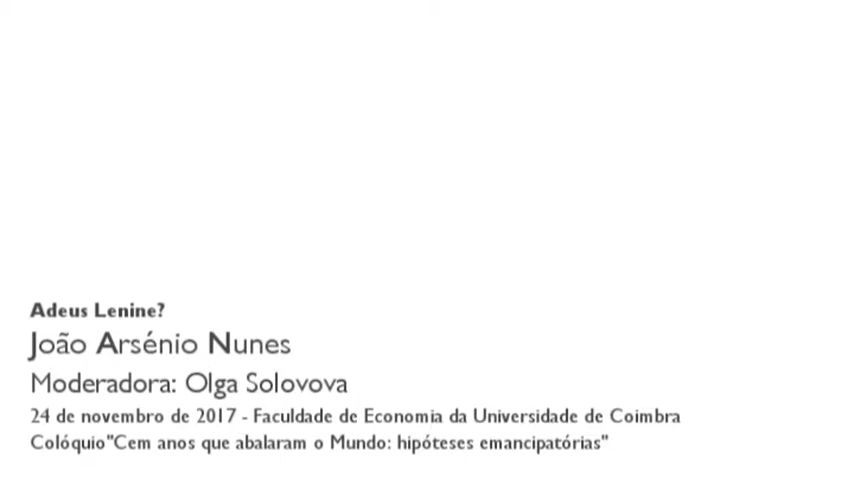 Adeus Lenine?
João Arsénio Nunes
Moderadora: Olga Solovova
24 de novembro de 2017 - Faculdade de Economia da Universidade de Coimbra
Colóquio"Cem anos que abalaram o Mundo: hipóteses emancipatórias"